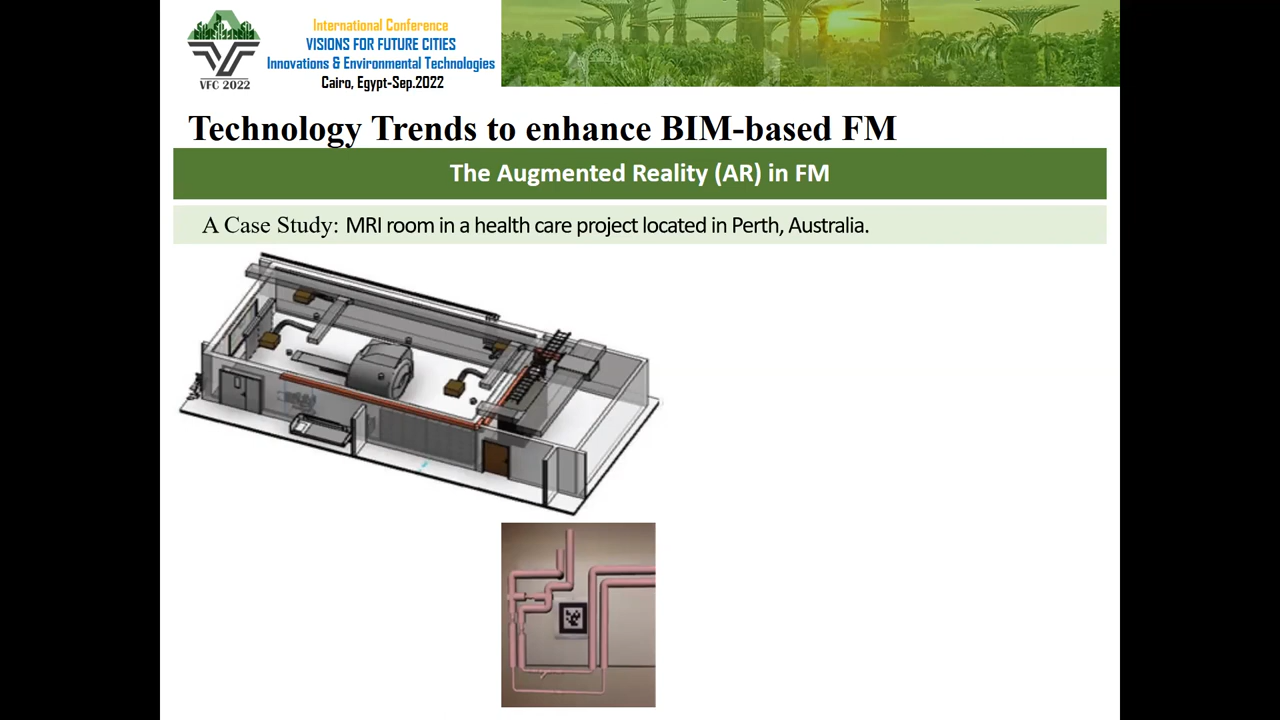 VFC 2022
International Conference
VISIONS FOR FUTURE CITIES
Innovations & Environmental Technologies
Cairo, Egypt-Sep.2022
Technology Trends to enhance BIM-based FM
The Augmented Reality (AR) in FM
A Case Study: MRI room in a health care project located in Perth, Australia.